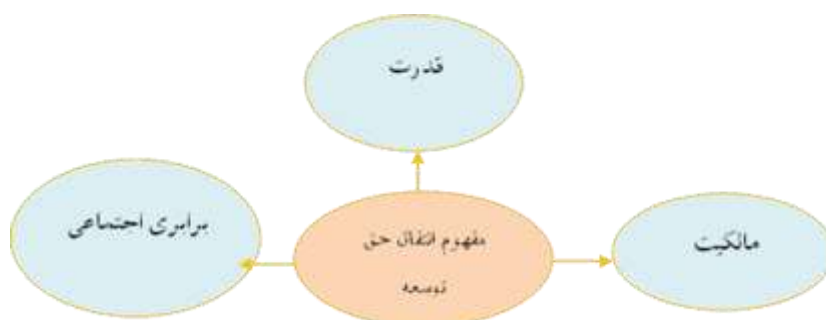 قدرت
برابری اجتماعی
مفهوم انتقال حق
توسعه
مالکیت